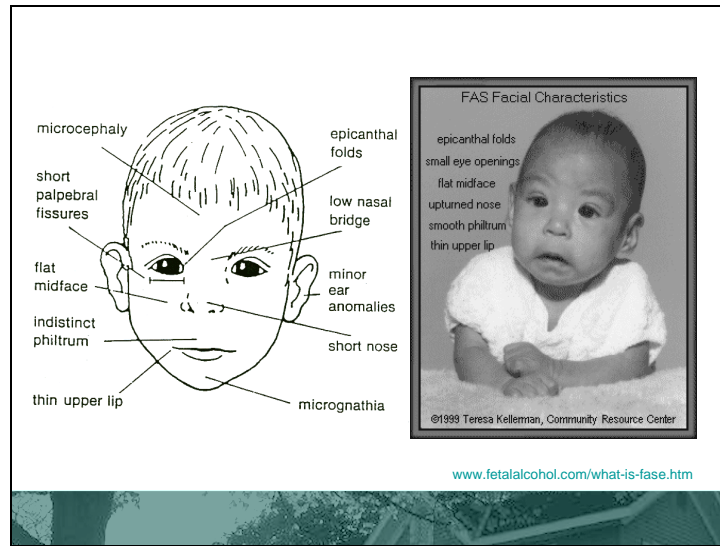 microcephaly
short
palpebral
fissures
flat
midface
indistinct
philtrum
thin upper lip
epicanthal
folds
low nasal
bridge
minor
ear
anomalies
short nose
micrognathia
FAS Facial Characteristics
epicanthal folds
small eye openings
flat midface
upturned nose
smooth philtrum
thin upper lip
©1999 Teresa Kellerman, Community Resource Center
www.fetalalcohol.com/what-is-fase.htm